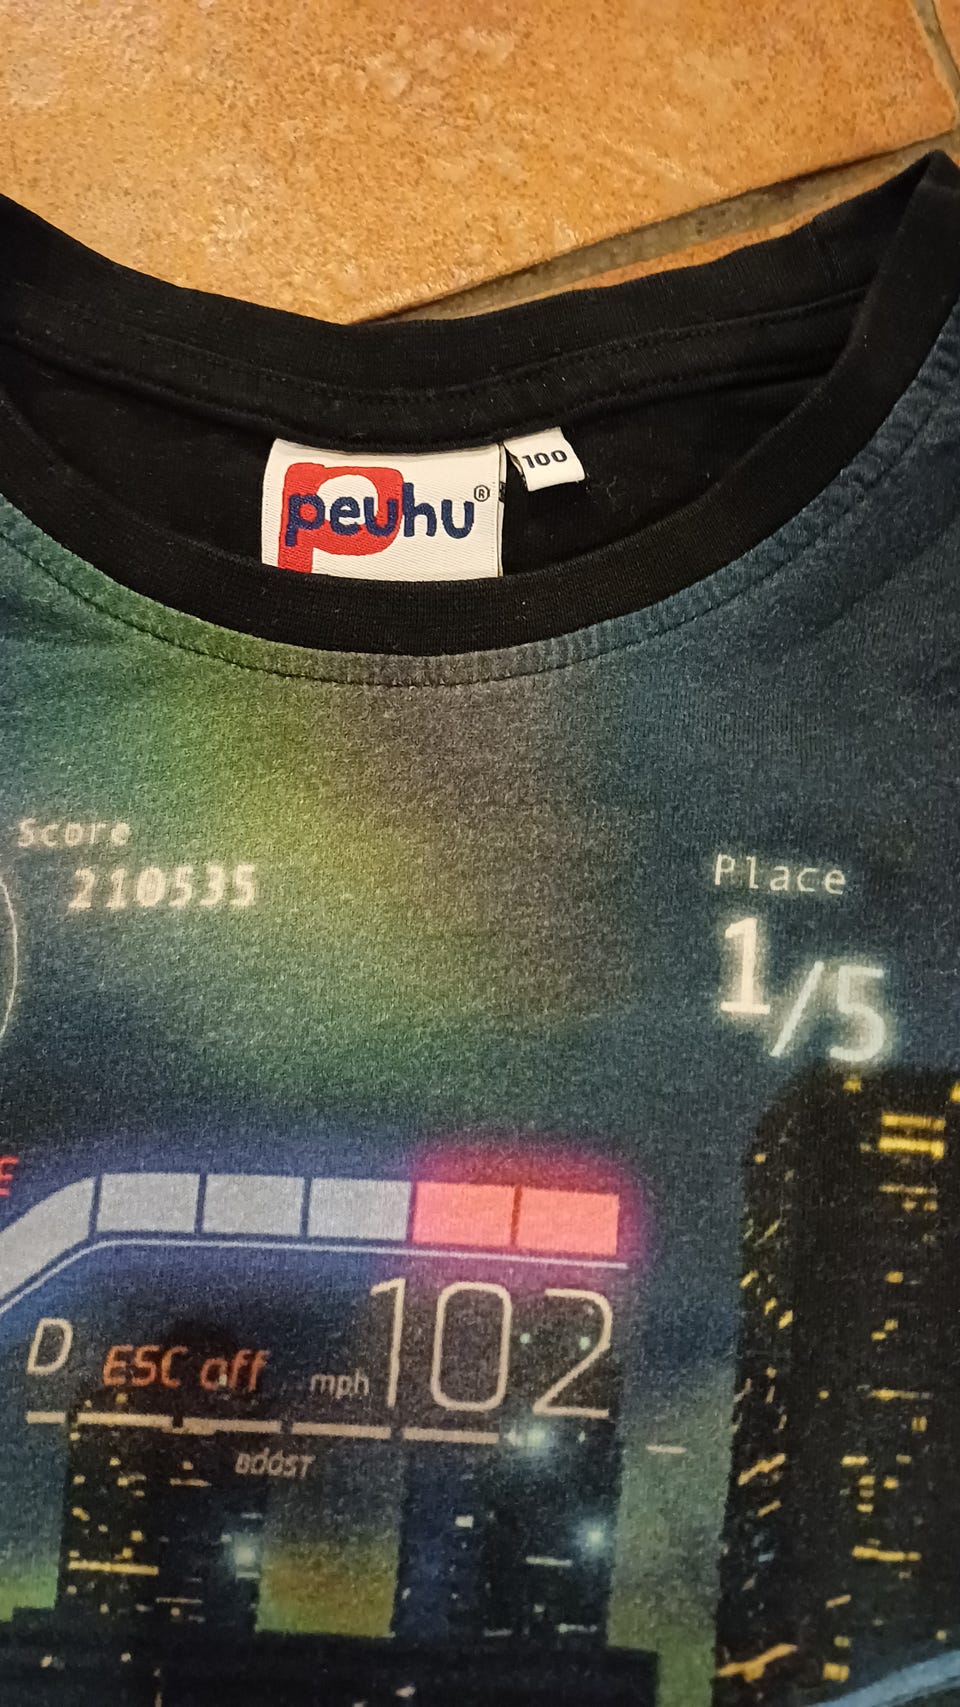 peuhu®
100
Score
210535
Place
1/5
E
102
D ESC off mph
BOOST